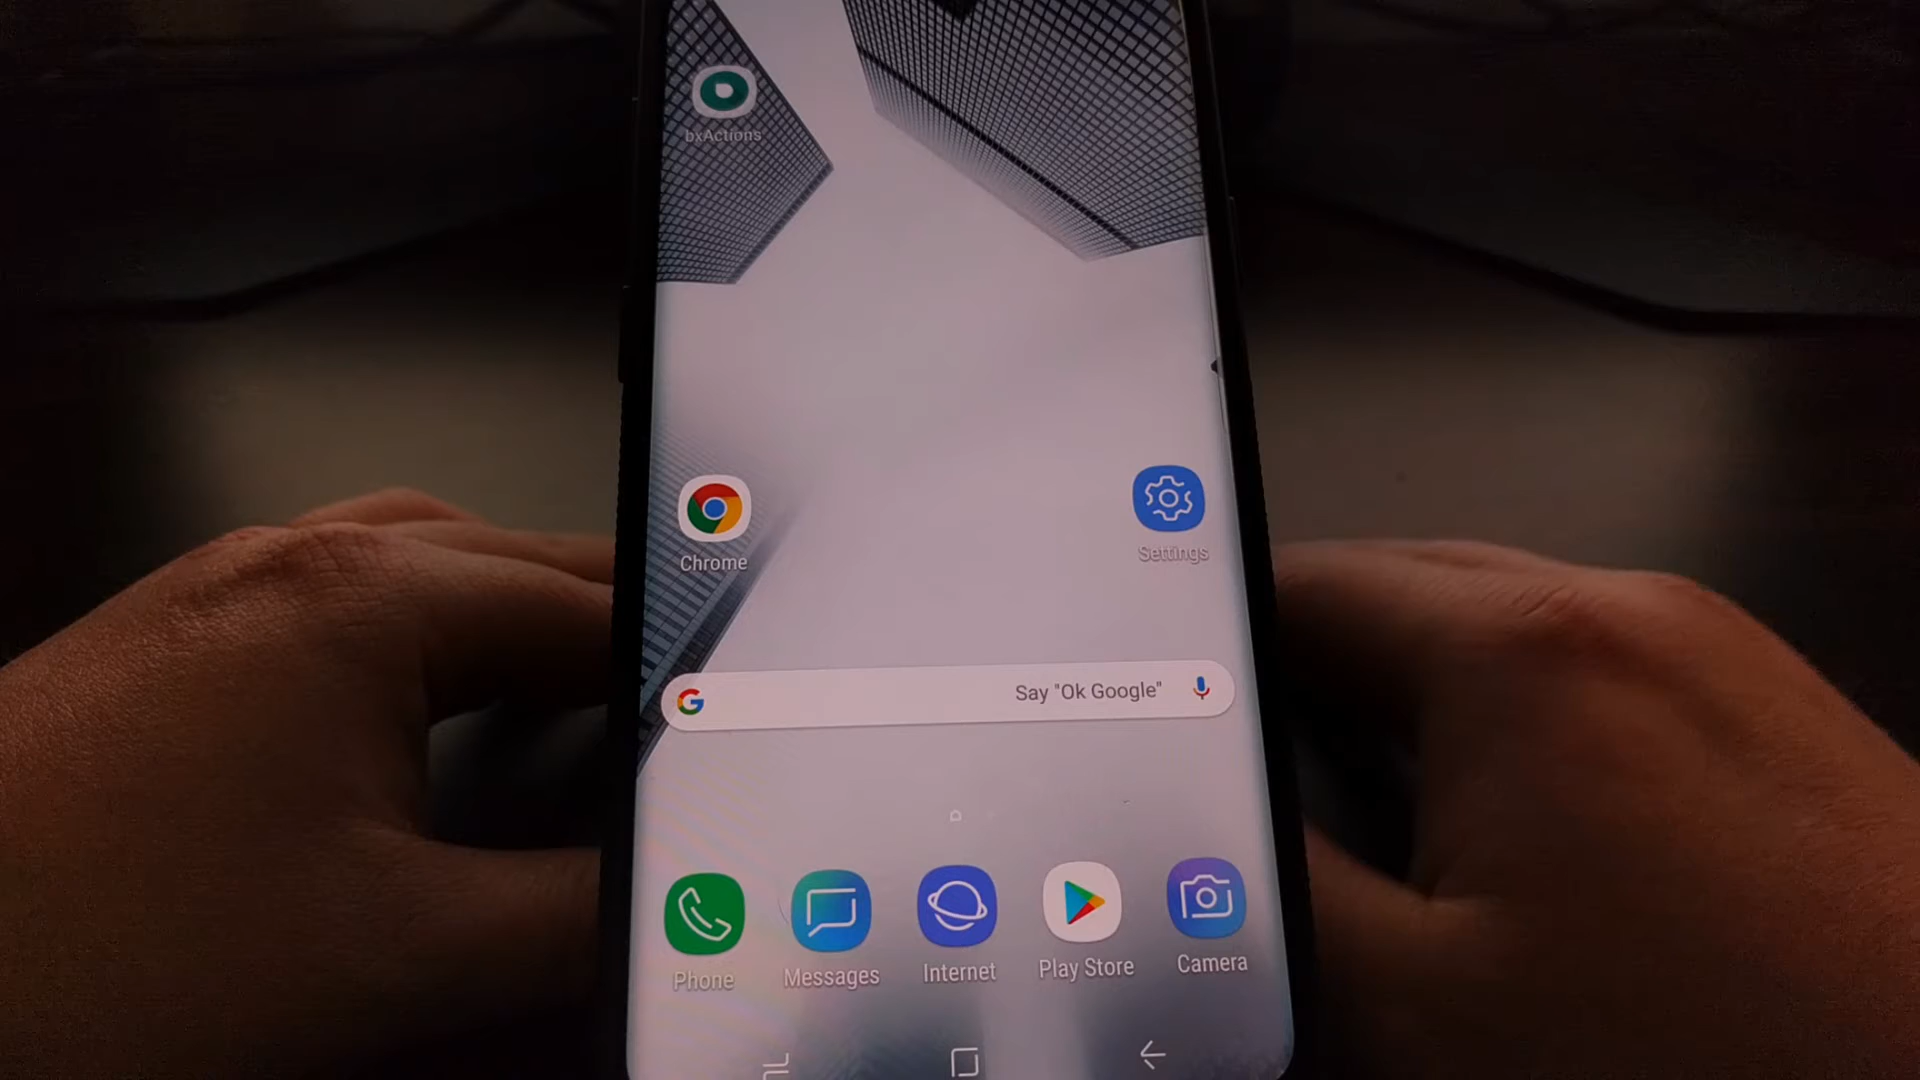 bxActions
Chrome
Settings
Say "Ok Google"
Phone
Messages
Internet
Play Store
Camera